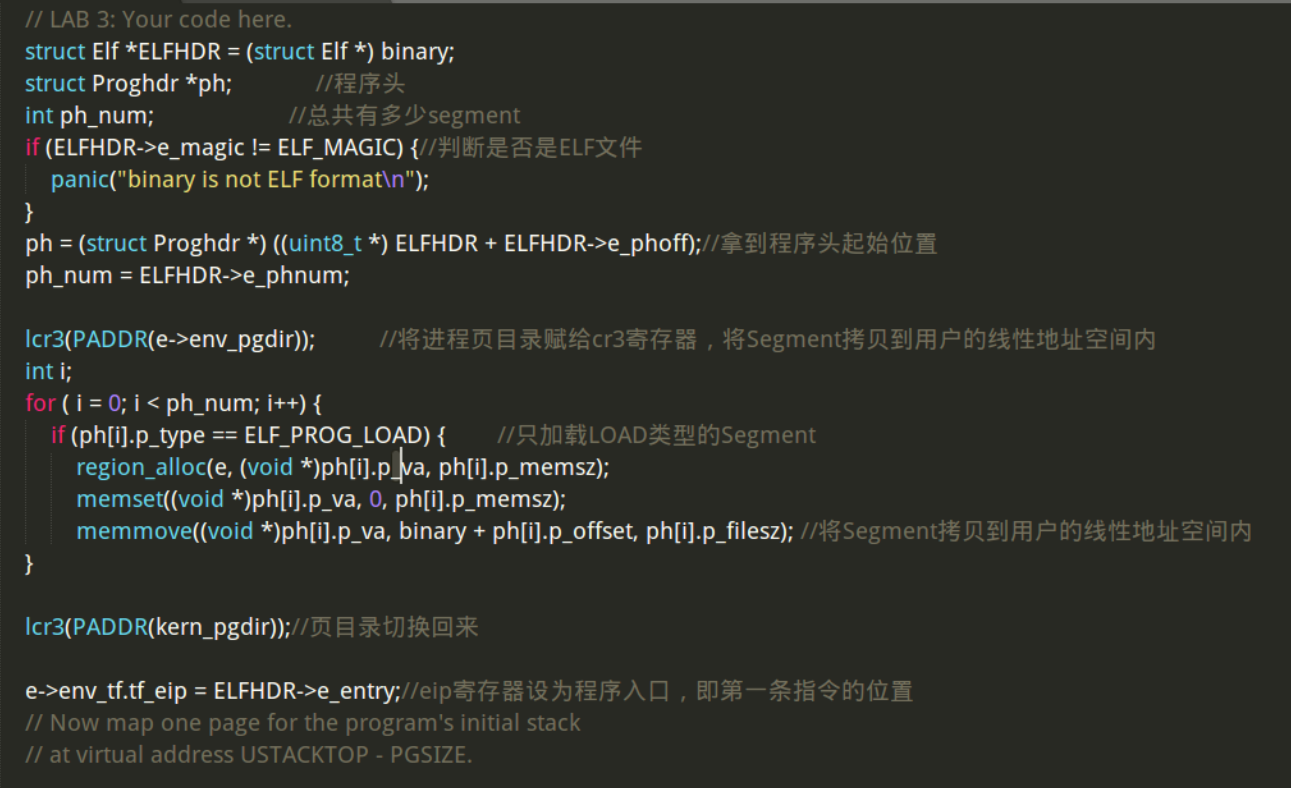 // LAB 3: Your code here.
struct Elf *ELFHDR = (struct Elf *) binary;
struct Proghdr *ph; //程序头
int ph_num; //总共有多少segment
if (ELFHDR->e_magic != ELF_MAGIC) {//判断是否是ELF文件
panic("binary is not ELF format\n");
}
ph = (struct Proghdr *) ((uint8_t *) ELFHDR + ELFHDR->e_phoff);//拿到程序头起始位置
ph_num = ELFHDR->e_phnum;
lcr3(PADDR(e->env_pgdir)); //将进程页目录赋给cr3寄存器，将Segment拷贝到用户的线性地址空间内
int i;
for ( i = 0; i < ph_num; i++) {
if (ph[i].p_type == ELF_PROG_LOAD) { //只加载LOAD类型的Segment
region_alloc(e, (void *)ph[i].p_va, ph[i].p_memsz);
memset((void *)ph[i].p_va, 0, ph[i].p_memsz);
memmove((void *)ph[i].p_va, binary + ph[i].p_offset, ph[i].p_filesz); //将Segment拷贝到用户的线性地址空间内
}
lcr3(PADDR(kern_pgdir));//页目录切换回来
e->env_tf.tf_eip = ELFHDR->e_entry;//eip寄存器设为程序入口，即第一条指令的位置
// Now map one page for the program's initial stack
// at virtual address USTACKTOP - PGSIZE.